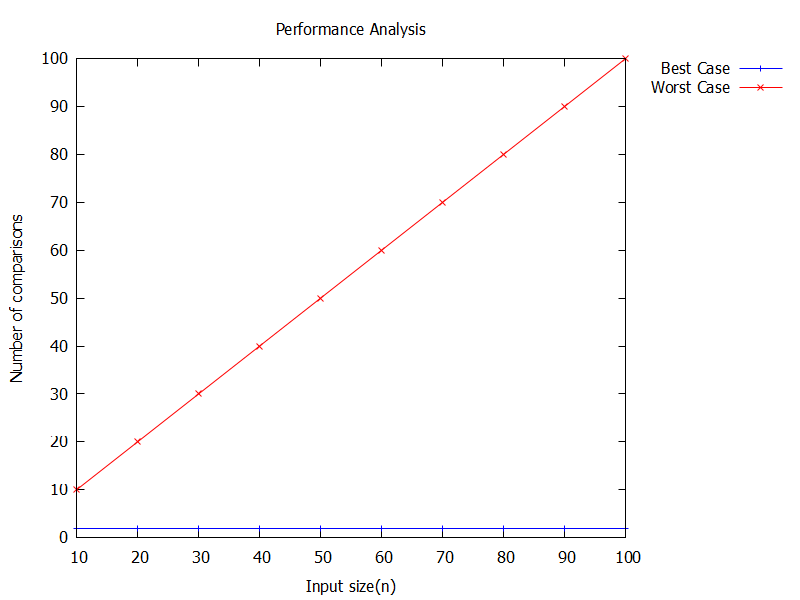 Performance Analysis
Best Case
Worst Case
100
90
80
70
60
50
40
30
20
10
0
10 20 30 40 50 60 70 80 90 100
Number of comparisons
Input size(n)